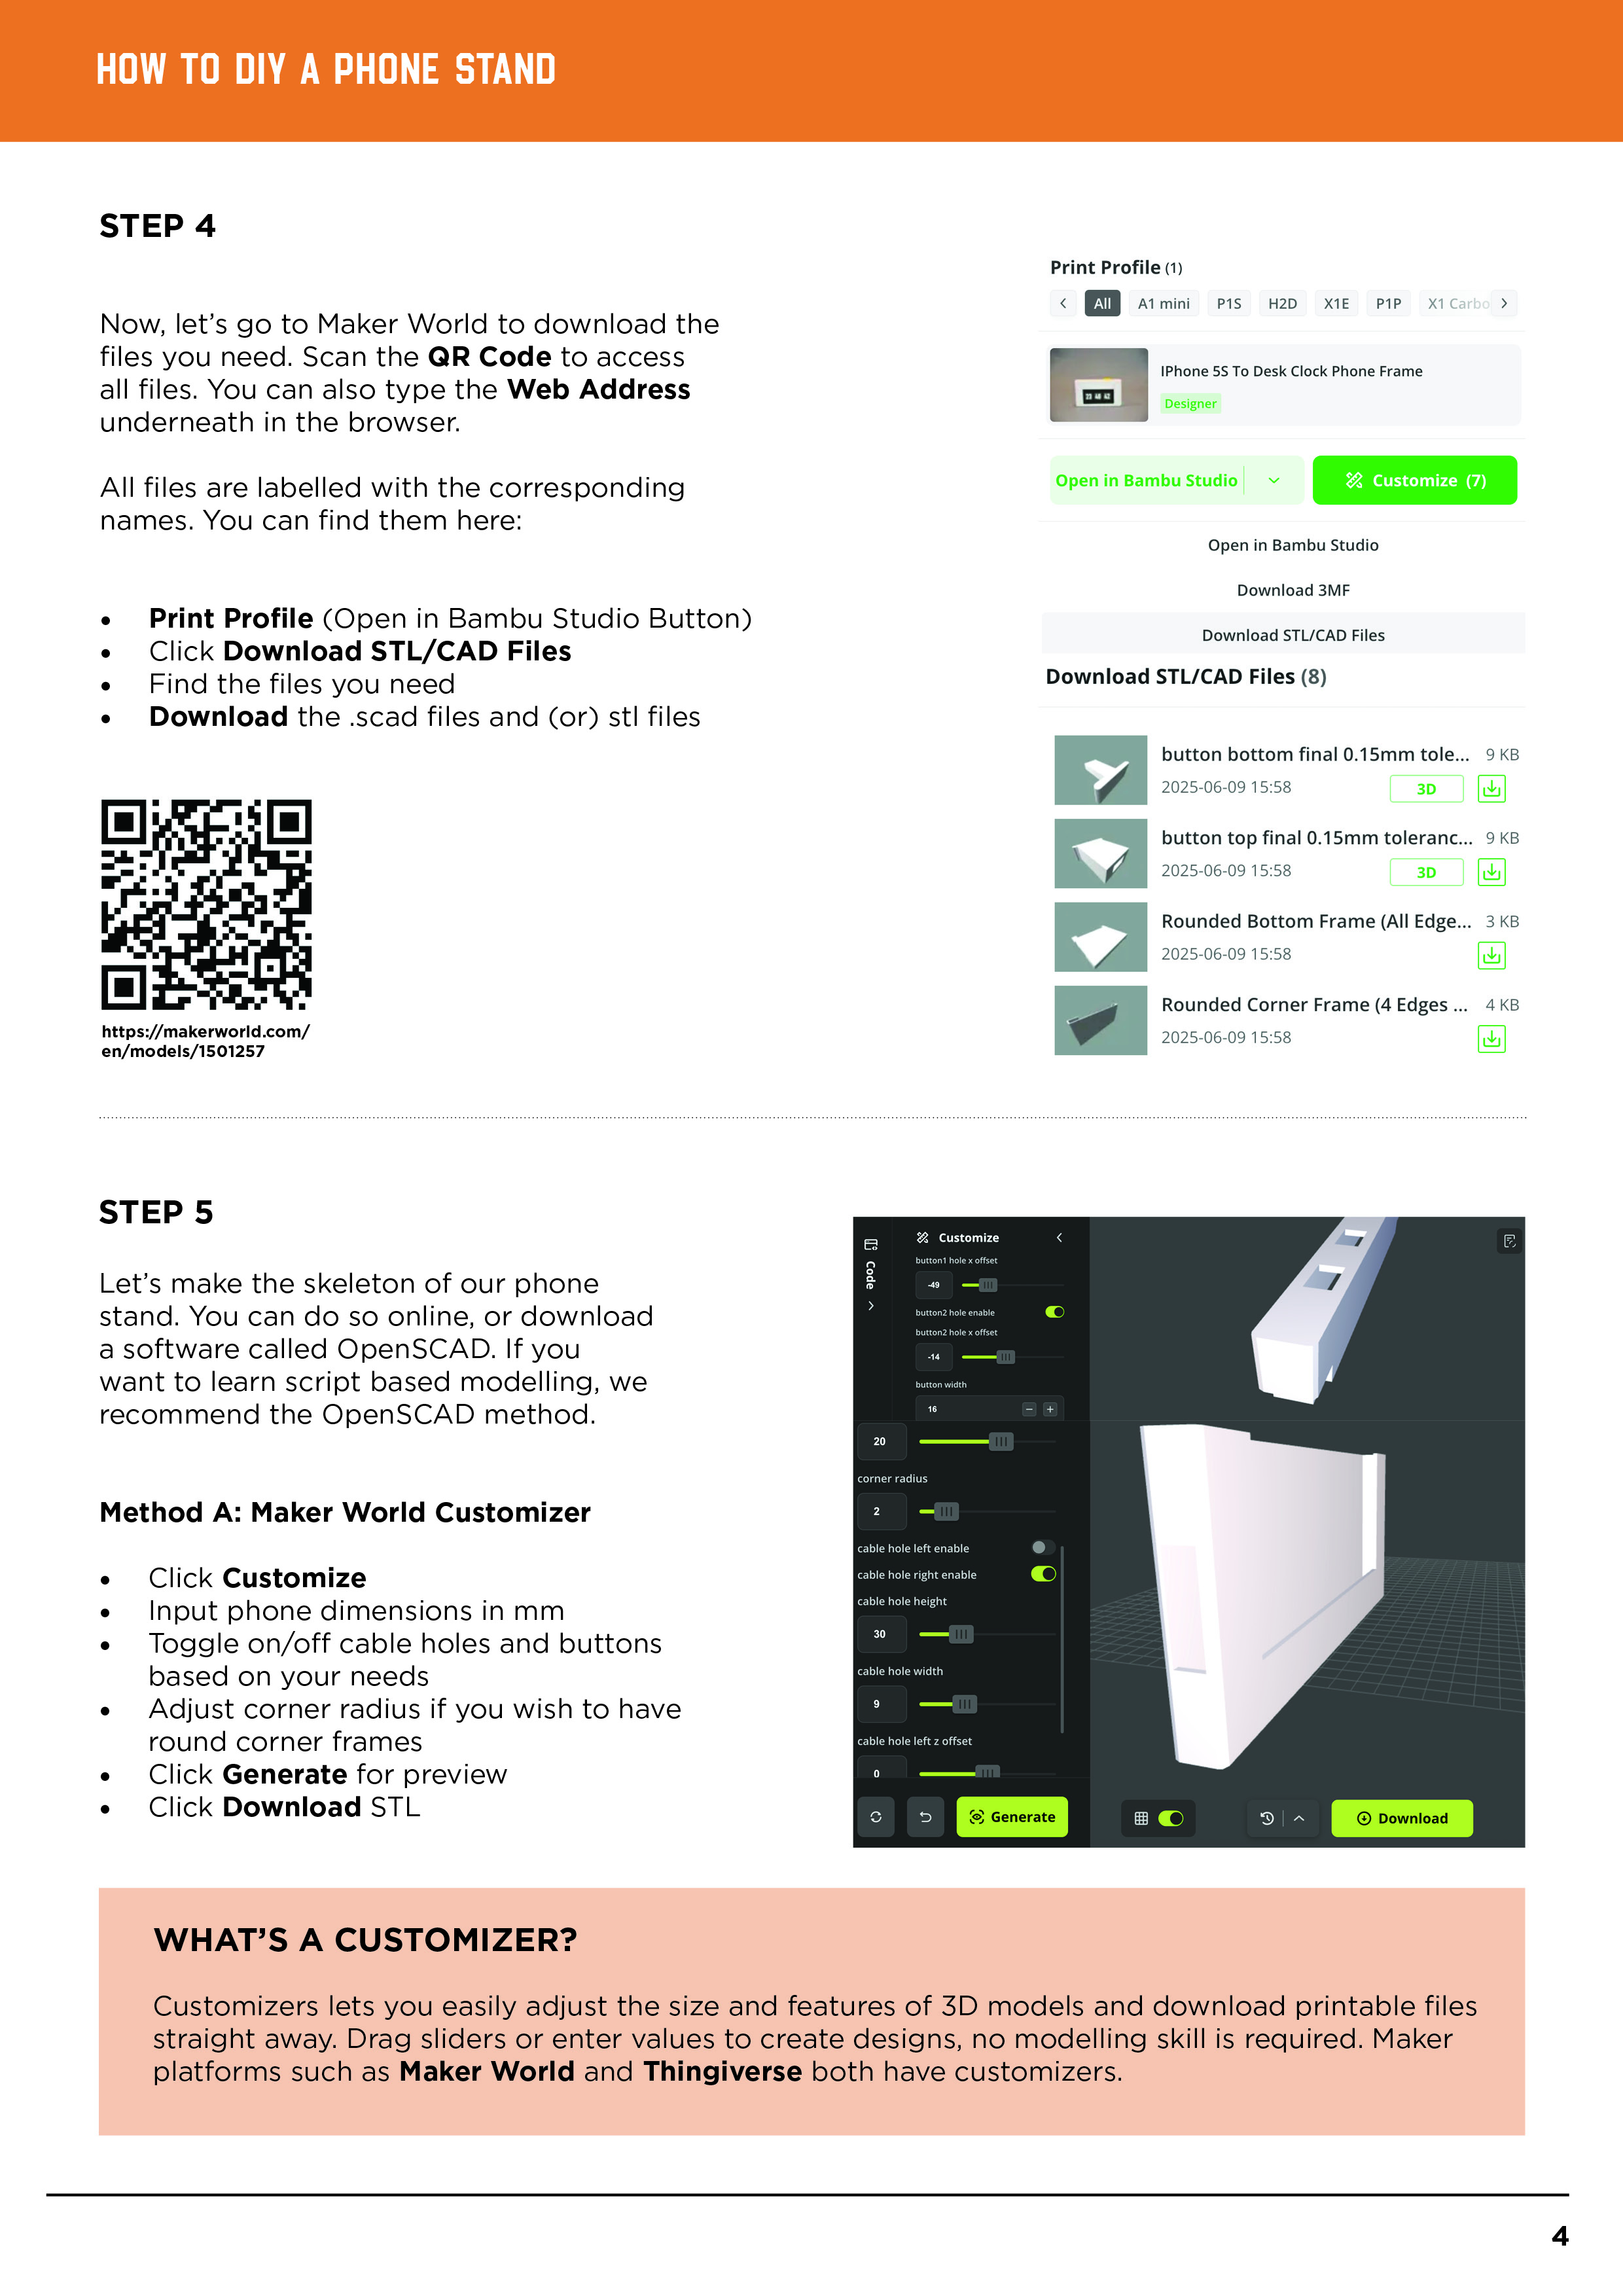 HOW TO DIY A PHONE STAND
STEP 4
Now, let’s go to Maker World to download the
files you need. Scan the QR Code to access
all files. You can also type the Web Address
underneath in the browser.
All files are labelled with the corresponding
names. You can find them here:
• Print Profile (Open in Bambu Studio Button)
• Click Download STL/CAD Files
• Find the files you need
• Download the .scad files and (or) stl files
https://makerworld.com/
en/models/1501257
Print Profile (1)
All A1 mini P1S H2D X1E P1P X1 Carbo
IPhone 5S To Desk Clock Phone Frame
Designer
Open in Bambu Studio
Customize (7)
Open in Bambu Studio
Download 3MF
Download STL/CAD Files
Download STL/CAD Files (8)
button bottom final 0.15mm tole... 9 KB
2025-06-09 15:58 3D
button top final 0.15mm toleranc... 9 KB
2025-06-09 15:58 3D
Rounded Bottom Frame (All Edge... 3 KB
2025-06-09 15:58
Rounded Corner Frame (4 Edges ... 4 KB
2025-06-09 15:58
STEP 5
Let’s make the skeleton of our phone
stand. You can do so online, or download
a software called OpenSCAD. If you
want to learn script based modelling, we
recommend the OpenSCAD method.
Method A: Maker World Customizer
• Click Customize
• Input phone dimensions in mm
• Toggle on/off cable holes and buttons
based on your needs
• Adjust corner radius if you wish to have
round corner frames
• Click Generate for preview
• Click Download STL
Code
Customize
button1 hole x offset
-49
button2 hole enable
button2 hole x offset
-14
button width
16
20
corner radius
2
cable hole left enable
cable hole right enable
cable hole height
30
cable hole width
9
cable hole left z offset
0
Generate
Download
WHAT’S A CUSTOMIZER?
Customizers lets you easily adjust the size and features of 3D models and download printable files
straight away. Drag sliders or enter values to create designs, no modelling skill is required. Maker
platforms such as Maker World and Thingiverse both have customizers.
4